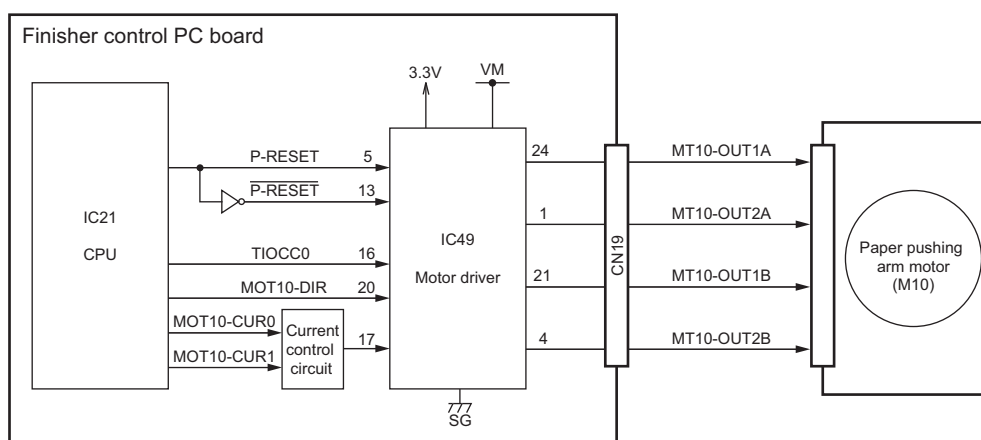 Finisher control PC board
3.3V
VM
P-RESET 5
P-RESET 13
IC21
CPU
TIOCC0 16
MOT10-DIR 20
MOT10-CUR0
MOT10-CUR1
Current
control
circuit
17
IC49
Motor driver
SG
24
1
21
4
CN19
MT10-OUT1A
MT10-OUT2A
MT10-OUT1B
MT10-OUT2B
Paper pushing
arm motor
(M10)